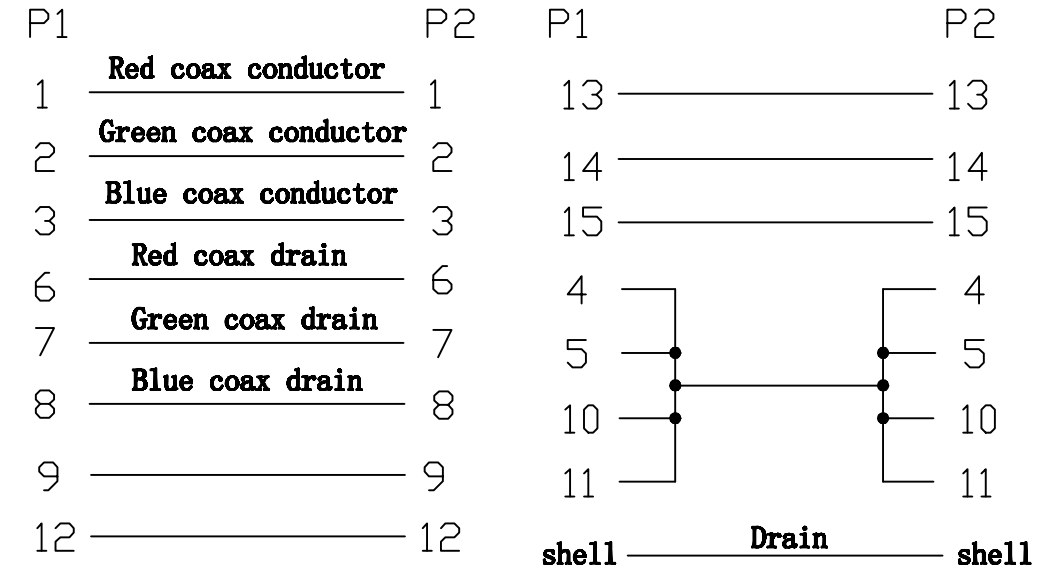 P1 P2
Red coax conductor
1 1
Green coax conductor
2 2
Blue coax conductor
3 3
Red coax drain
6 6
Green coax drain
7 7
Blue coax drain
8 8
9 9
12 12
P1 P2
13 13
14 14
15 15
4 4
5 5
10 10
11 11
Drain
shell shell